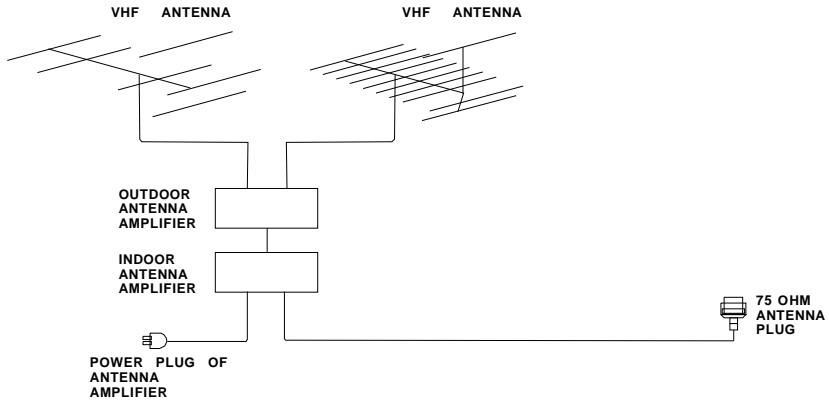 VHF ANTENNA
VHF ANTENNA
OUTDOOR
ANTENNA
AMPLIFIER
INDOOR
ANTENNA
AMPLIFIER
75 OHM
ANTENNA
PLUG
POWER PLUG OF
ANTENNA
AMPLIFIER